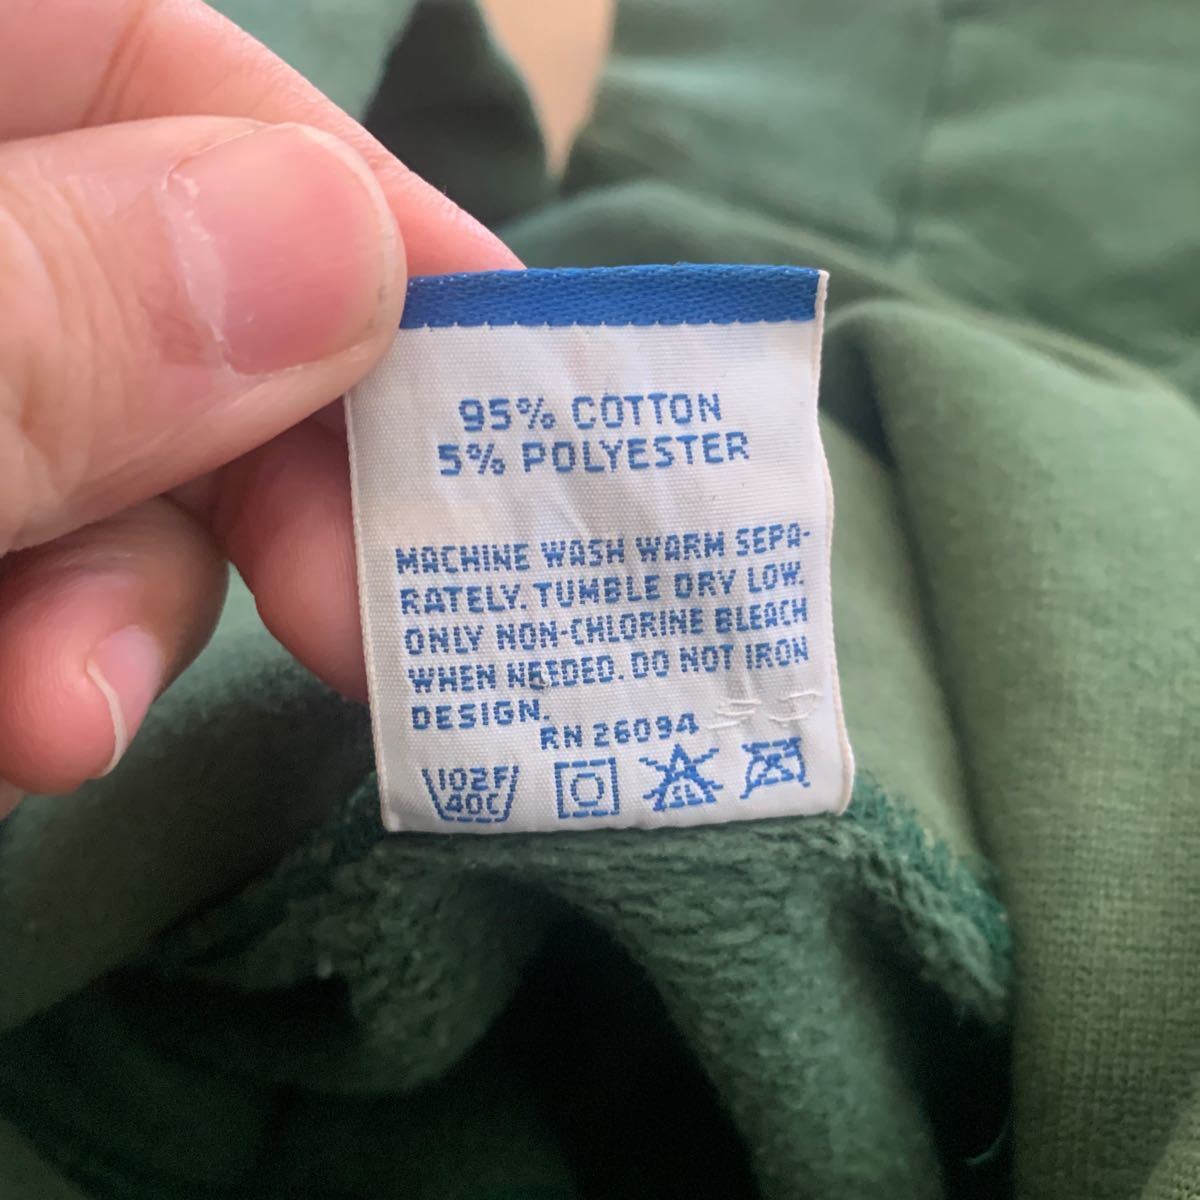 95% COTTON
5% POLYESTER
MACHINE WASH WARM SEPA-
RATELY. TUMBLE DRY LOW.
ONLY NON-CHLORINE BLEACH
WHEN NEEDED. DO NOT IRON
DESIGN.
RN 26094
102F
40C
CL